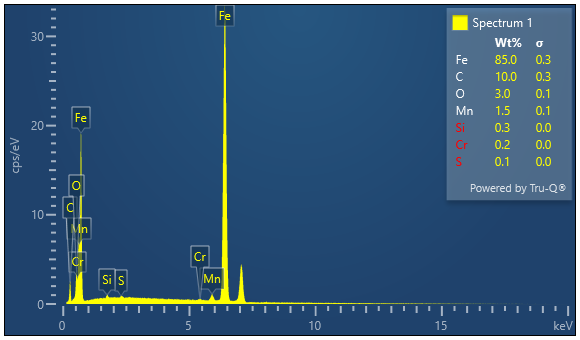 Spectrum 1
Wt% σ
Fe 85.0 0.3
C 10.0 0.3
O 3.0 0.1
Mn 1.5 0.1
Si 0.3 0.0
Cr 0.2 0.0
S 0.1 0.0
Powered by Tru-Q®
cps/eV
30
20
10
0
Fe
Fe
O
C
Mn
Cr
Si
S
Cr
Mn
0 5 10 15 keV